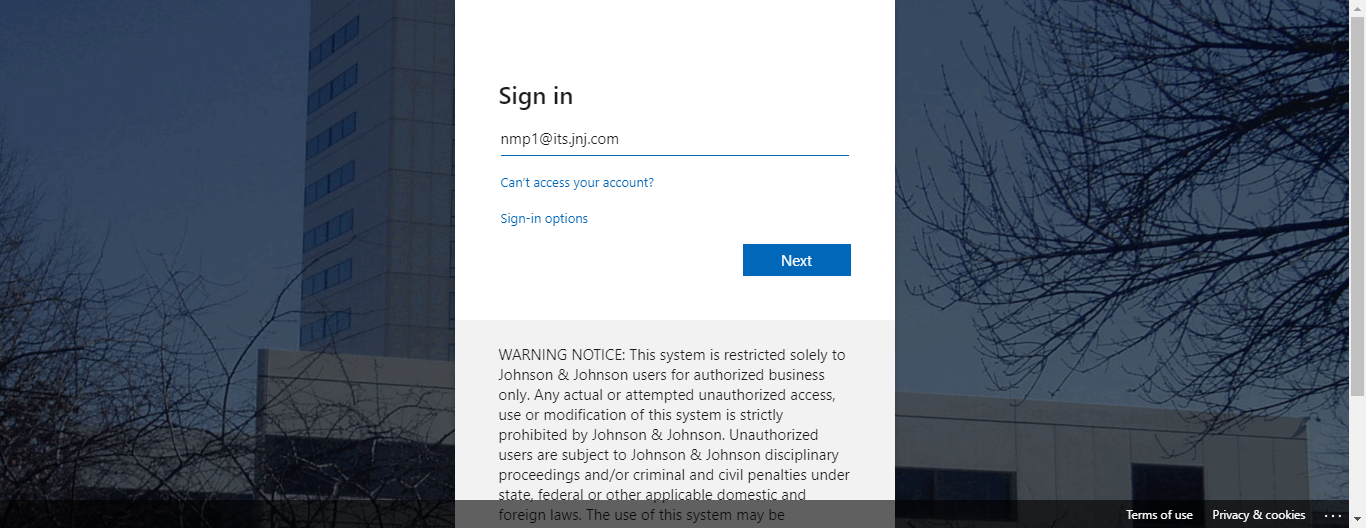 Sign in
nmp1@its.jnj.com
Can't access your account?
Sign-in options
Next
WARNING NOTICE: This system is restricted solely to
Johnson & Johnson users for authorized business
only. Any actual or attempted unauthorized access,
use or modification of this system is strictly
prohibited by Johnson & Johnson. Unauthorized
users are subject to Johnson & Johnson disciplinary
proceedings and/or criminal and civil penalties under
state, federal or other applicable domestic and
foreign laws. The use of this system may be
Terms of use Privacy & cookies ...